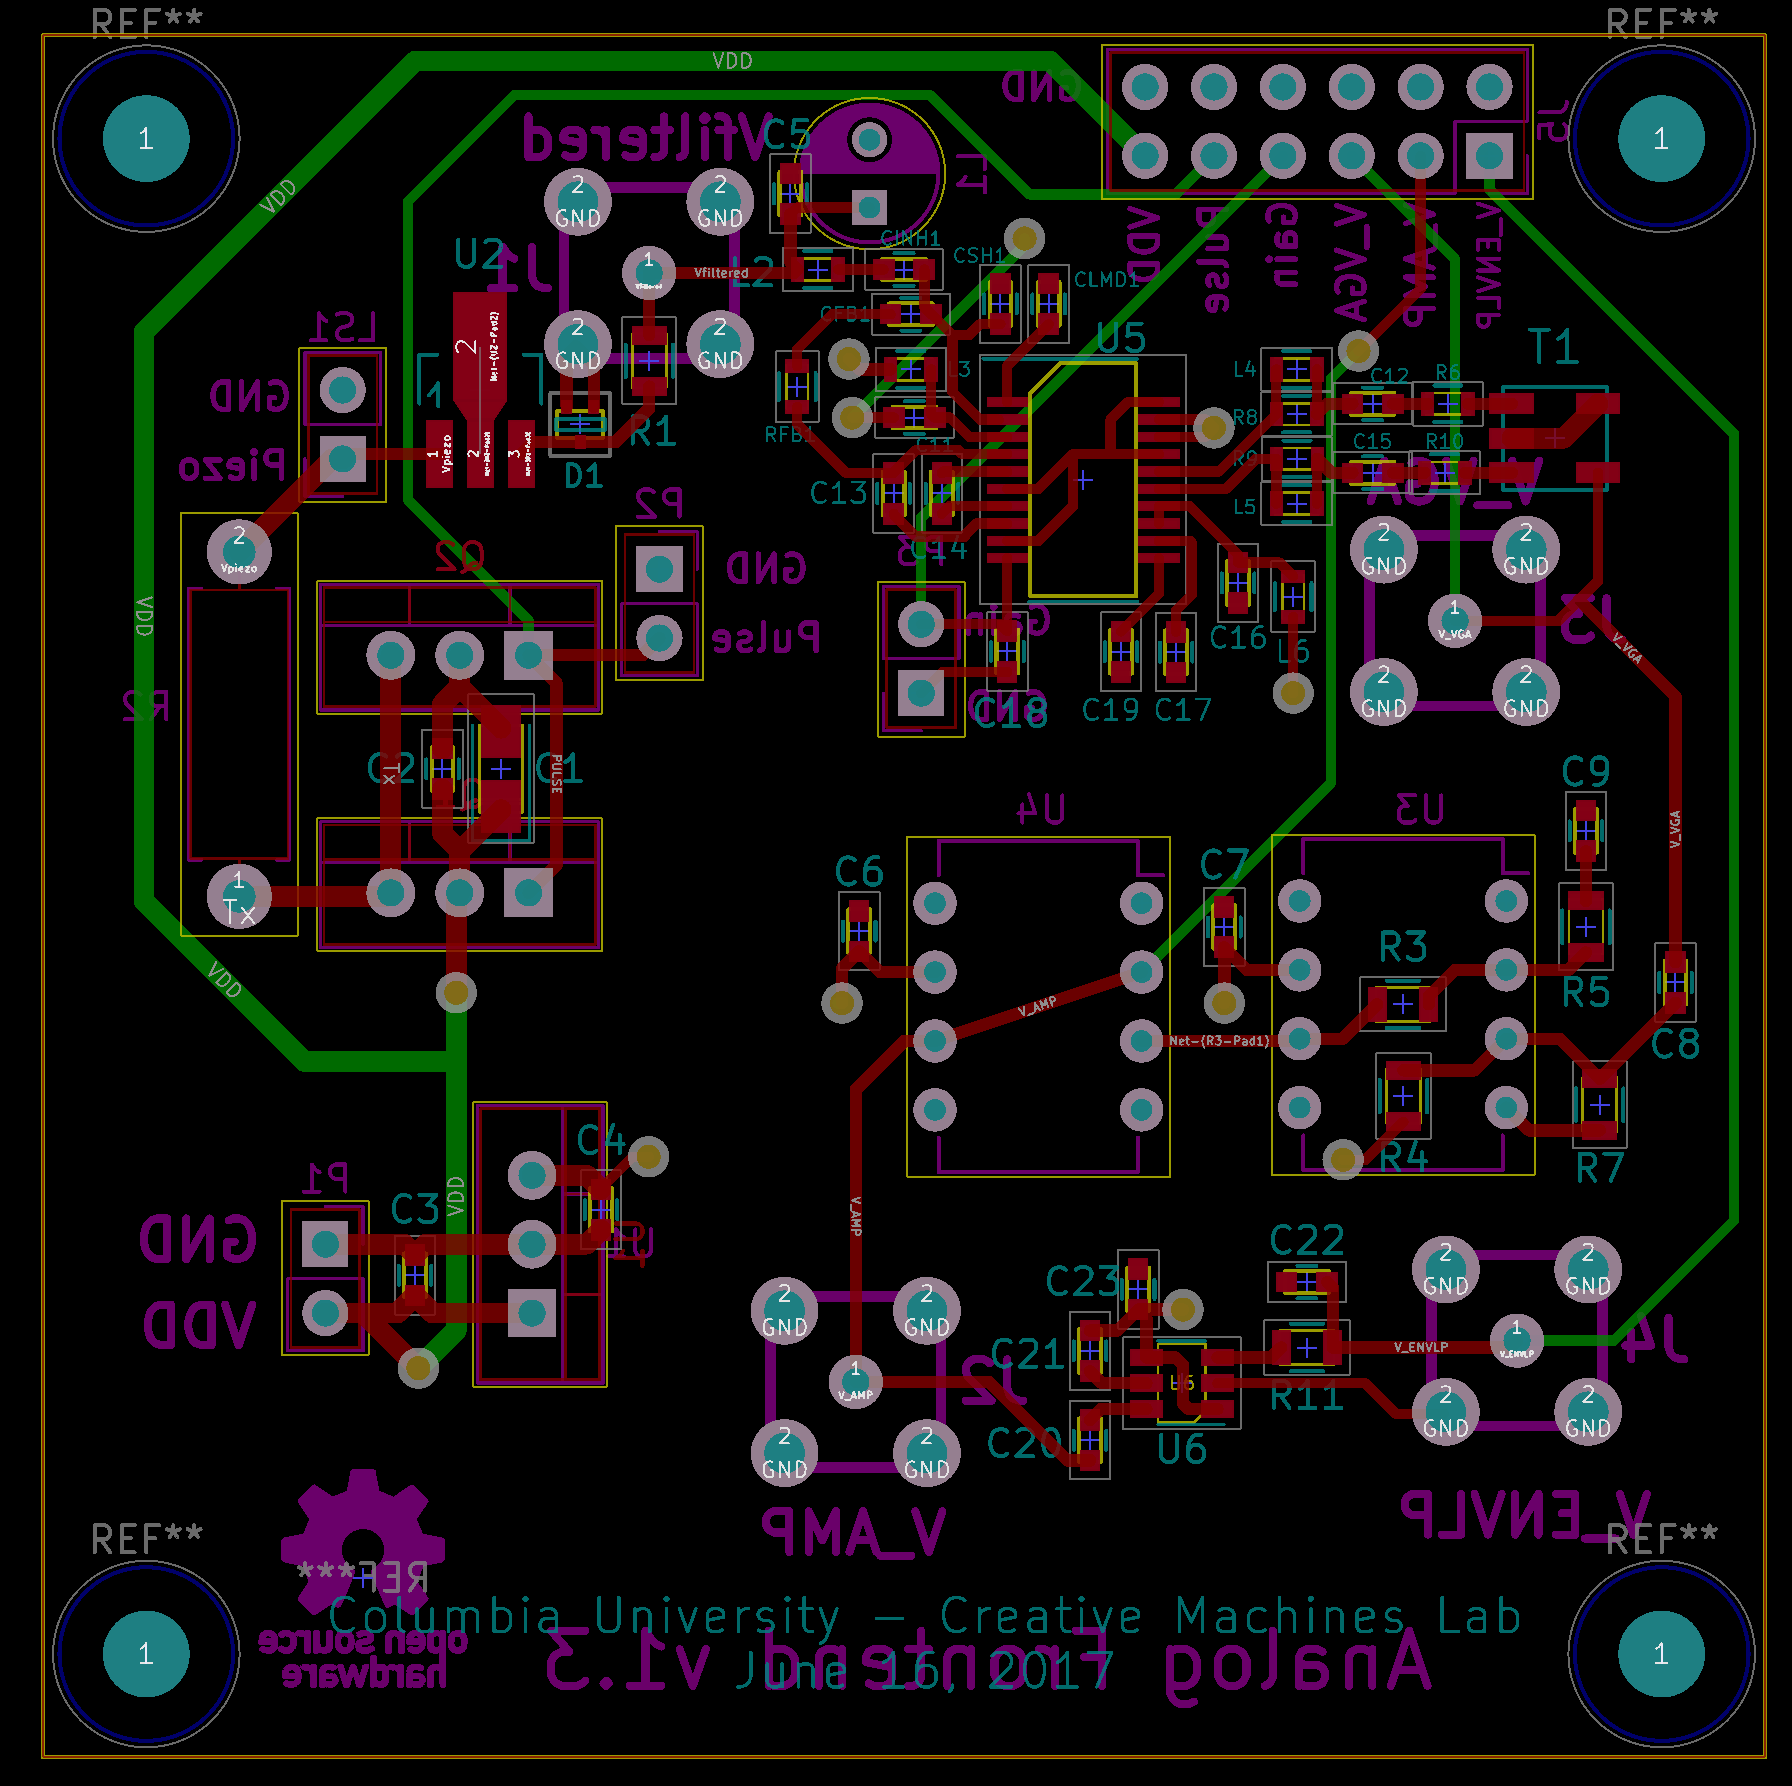 REF**
REF**
VDD
1
1
GND
J5
C5
Vfiltered
L1
VDD
2
GND
2
GND
VDD
Pulse
Gain
V_VGA
V_AMP
V_ENVLP
U2
J1
1
Vfiltered
L2
CINH1
CSH1
CLMD1
CFB1
LS1
2
GND
2
GND
U5
T1
L3
L4
C12
R6
GND
1
R1
RFB1
C11
R8
Piezo
1
Vpiezo
2
3
D1
C13
C14
R9
C15
R10
L5
V_VGA
P2
P3
2
Vpiezo
Q2
GND
2
GND
2
GND
VDD
Pulse
Gain
C16
L6
1
V_VGA
J3
V_VGA
R2
GND
C18
C19
C17
2
GND
2
GND
C2
Tx
C1
PULSE
U4
U3
C9
V_VGA
1
Tx
C6
C7
R3
R5
VDD
V_AMP
Net-(R3-Pad1)
C8
C4
R4
R7
P1
C3
VDD
V_AMP
GND
U1
C23
C22
2
GND
2
GND
VDD
2
GND
2
GND
C21
1
V_AMP
J2
U6
V_ENVLP
1
V_ENVLP
J4
R11
2
GND
2
GND
C20
U6
2
GND
2
GND
V_AMP
V_ENVLP
REF**
REF**
REF***
1
1
open source
hardware
Columbia University - Creative Machines Lab
Analog Frontend v1.3
June 16, 2017